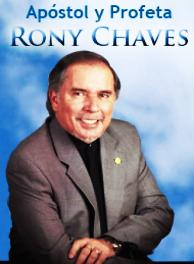 Apóstol y Profeta
RONY CHAVES